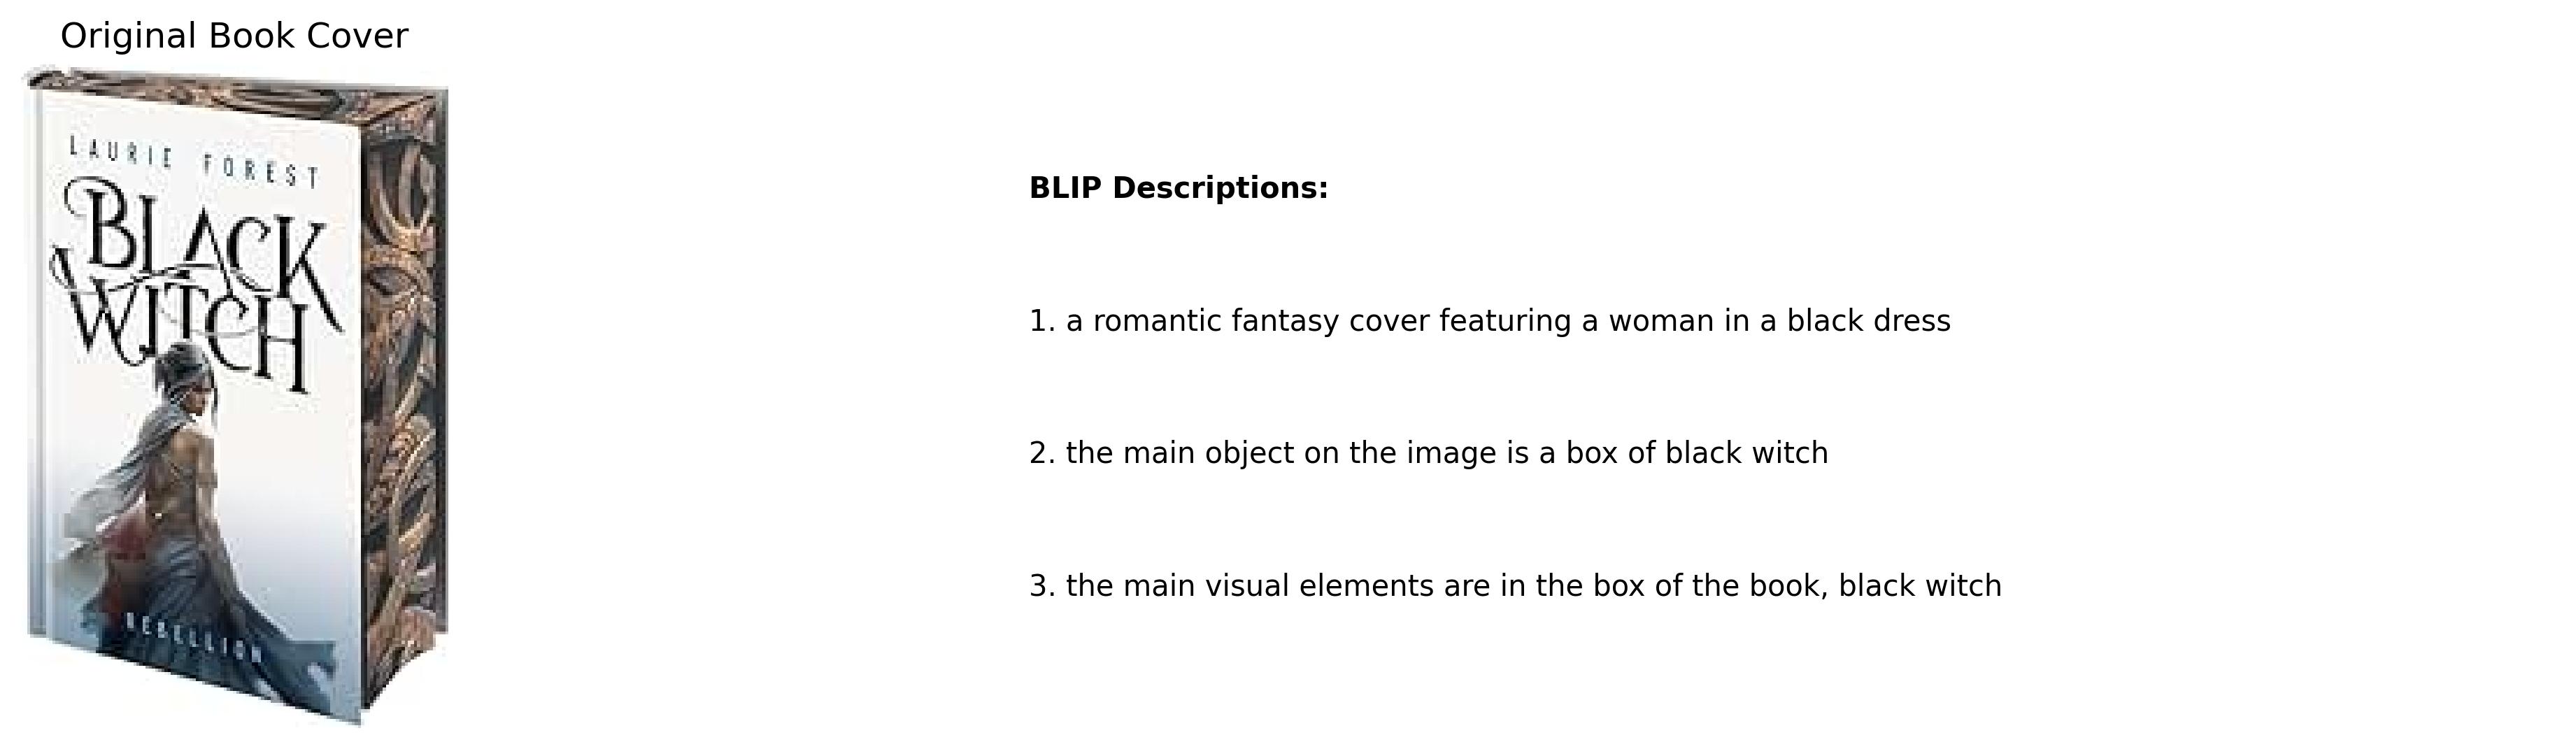 Original Book Cover
LAURIE FOREST
BLACK
WITCH
REBELLION
BLIP Descriptions:
1. a romantic fantasy cover featuring a woman in a black dress
2. the main object on the image is a box of black witch
3. the main visual elements are in the box of the book, black witch